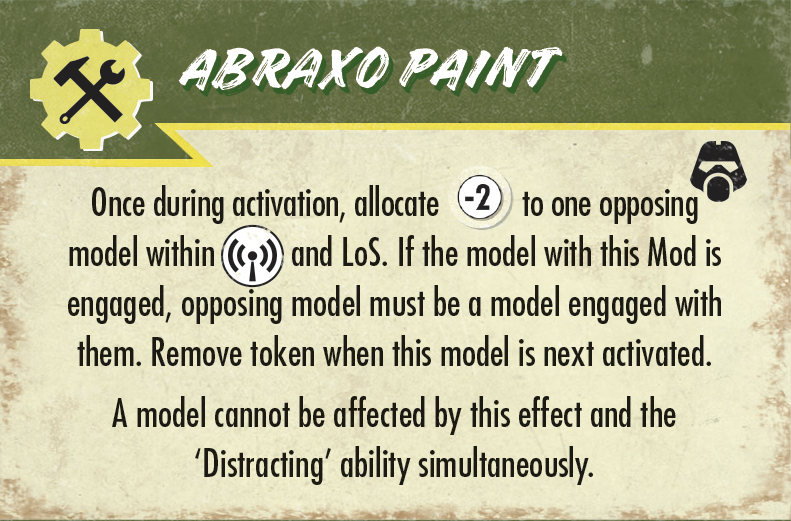 ABRAXO PAINT
Once during activation, allocate -2 to one opposing
model within and LoS. If the model with this Mod is
engaged, opposing model must be a model engaged with
them. Remove token when this model is next activated.
A model cannot be affected by this effect and the
‘Distracting’ ability simultaneously.